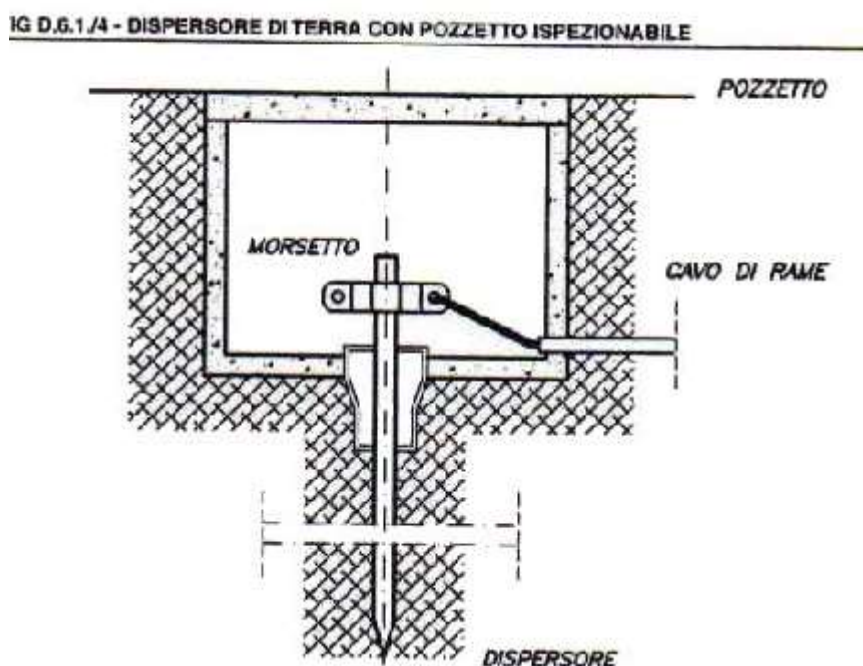 IG D.6.1./4 - DISPERSORE DI TERRA CON POZZETTO ISPEZIONABILE
POZZETTO
MORSETTO
CAVO DI RAME
DISPERSORE